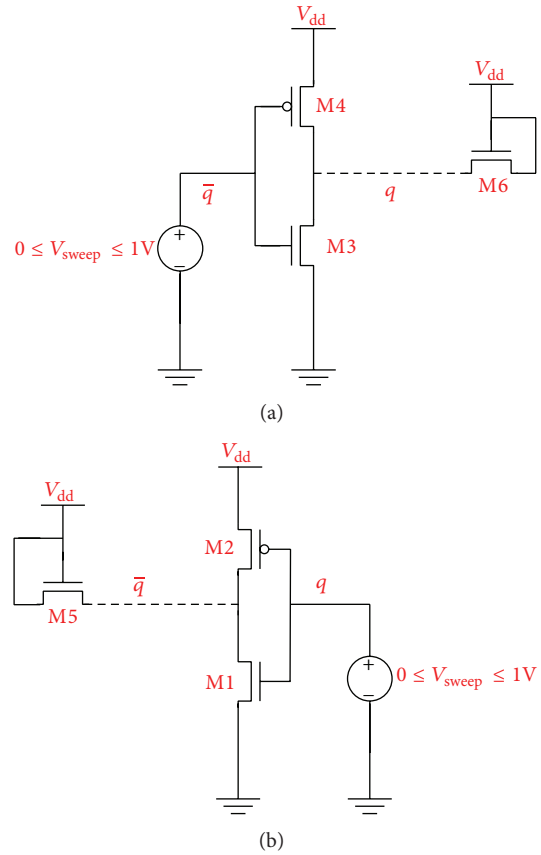 V_dd
M4
V_dd
M6
q̅
q
0 ≤ V_sweep ≤ 1V
M3
(a)
V_dd
V_dd
M2
M5
q̅
q
M1
0 ≤ V_sweep ≤ 1V
(b)